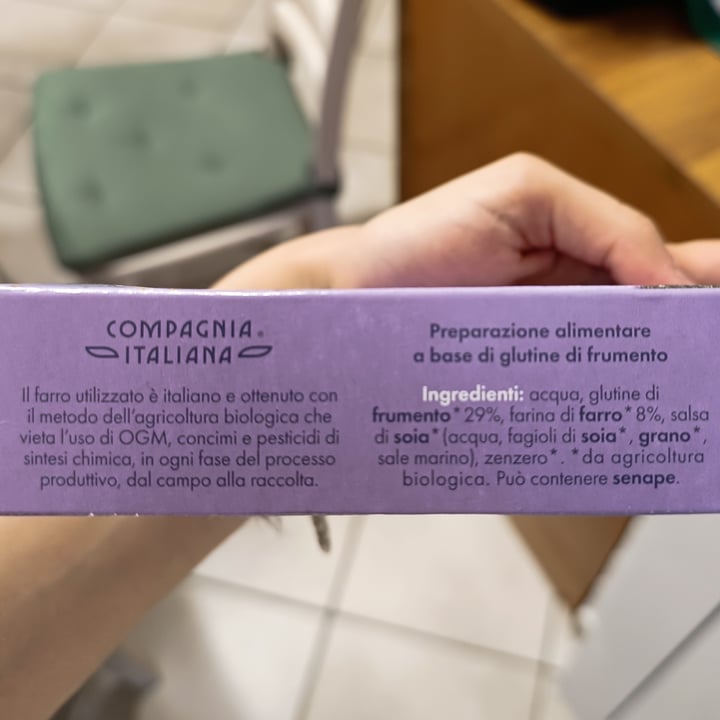 COMPAGNIA
ITALIANA
Il farro utilizzato è italiano e ottenuto con
il metodo dell'agricoltura biologica che
vieta l'uso di OGM, concimi e pesticidi di
sintesi chimica, in ogni fase del processo
produttivo, dal campo alla raccolta.
Preparazione alimentare
a base di glutine di frumento
Ingredienti: acqua, glutine di
frumento* 29%, farina di farro* 8%, salsa
di soia* (acqua, fagioli di soia*, grano*,
sale marino), zenzero*. *da agricoltura
biologica. Può contenere senape.